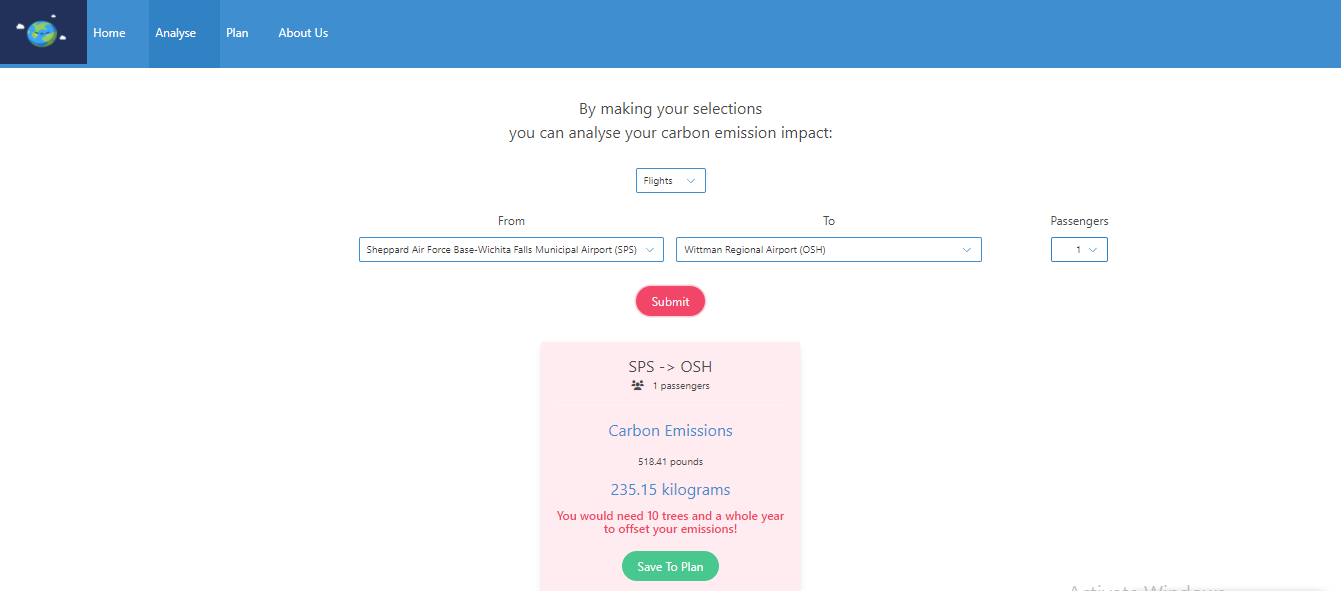 Home Analyse Plan About Us
By making your selections
you can analyse your carbon emission impact:
Flights
From To Passengers
Sheppard Air Force Base-Wichita Falls Municipal Airport (SPS) Wittman Regional Airport (OSH) 1
Submit
SPS -> OSH
1 passengers
Carbon Emissions
518.41 pounds
235.15 kilograms
You would need 10 trees and a whole year
to offset your emissions!
Save To Plan
Activate Windows